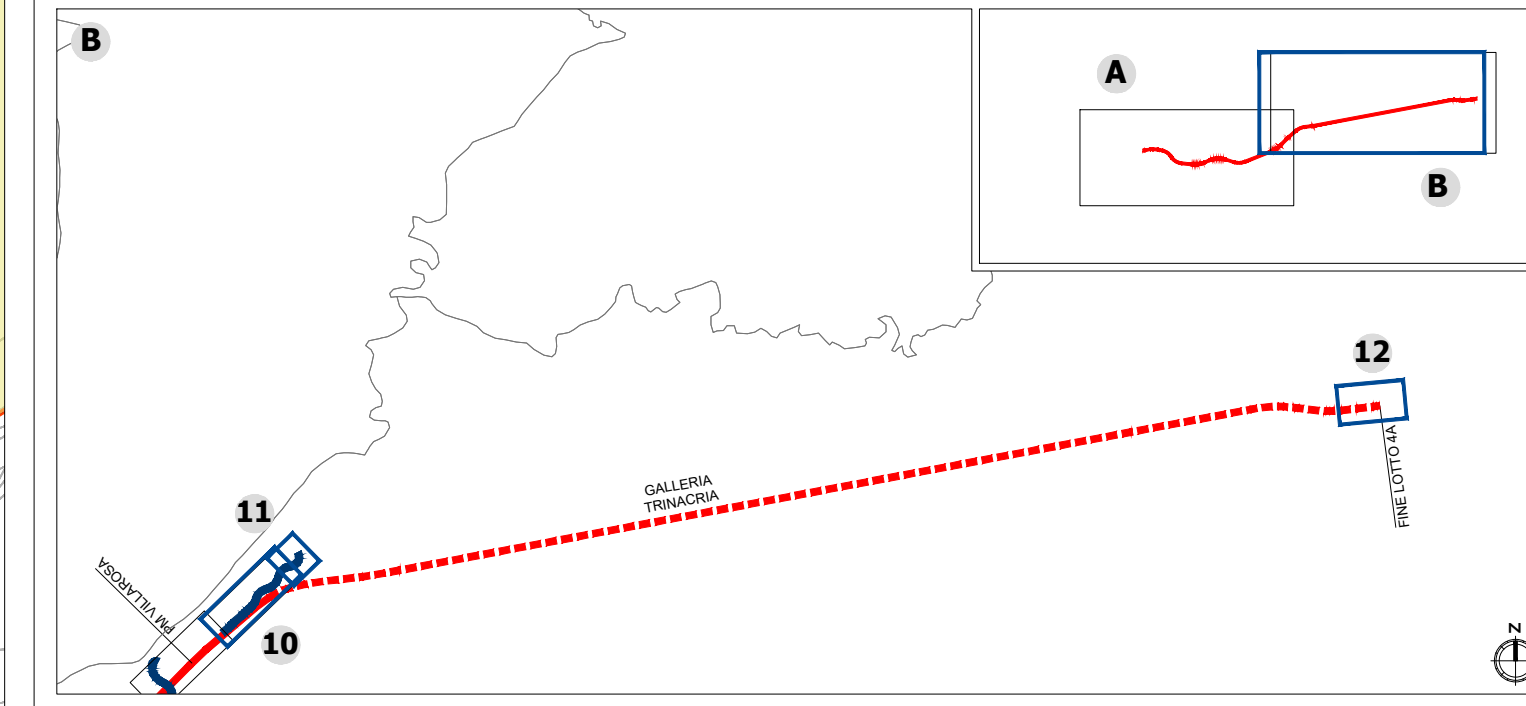 B
A
B
12
GALLERIA
TRINACRIA
FINE LOTTO 4A
11
PM VILLAROSA
10
N